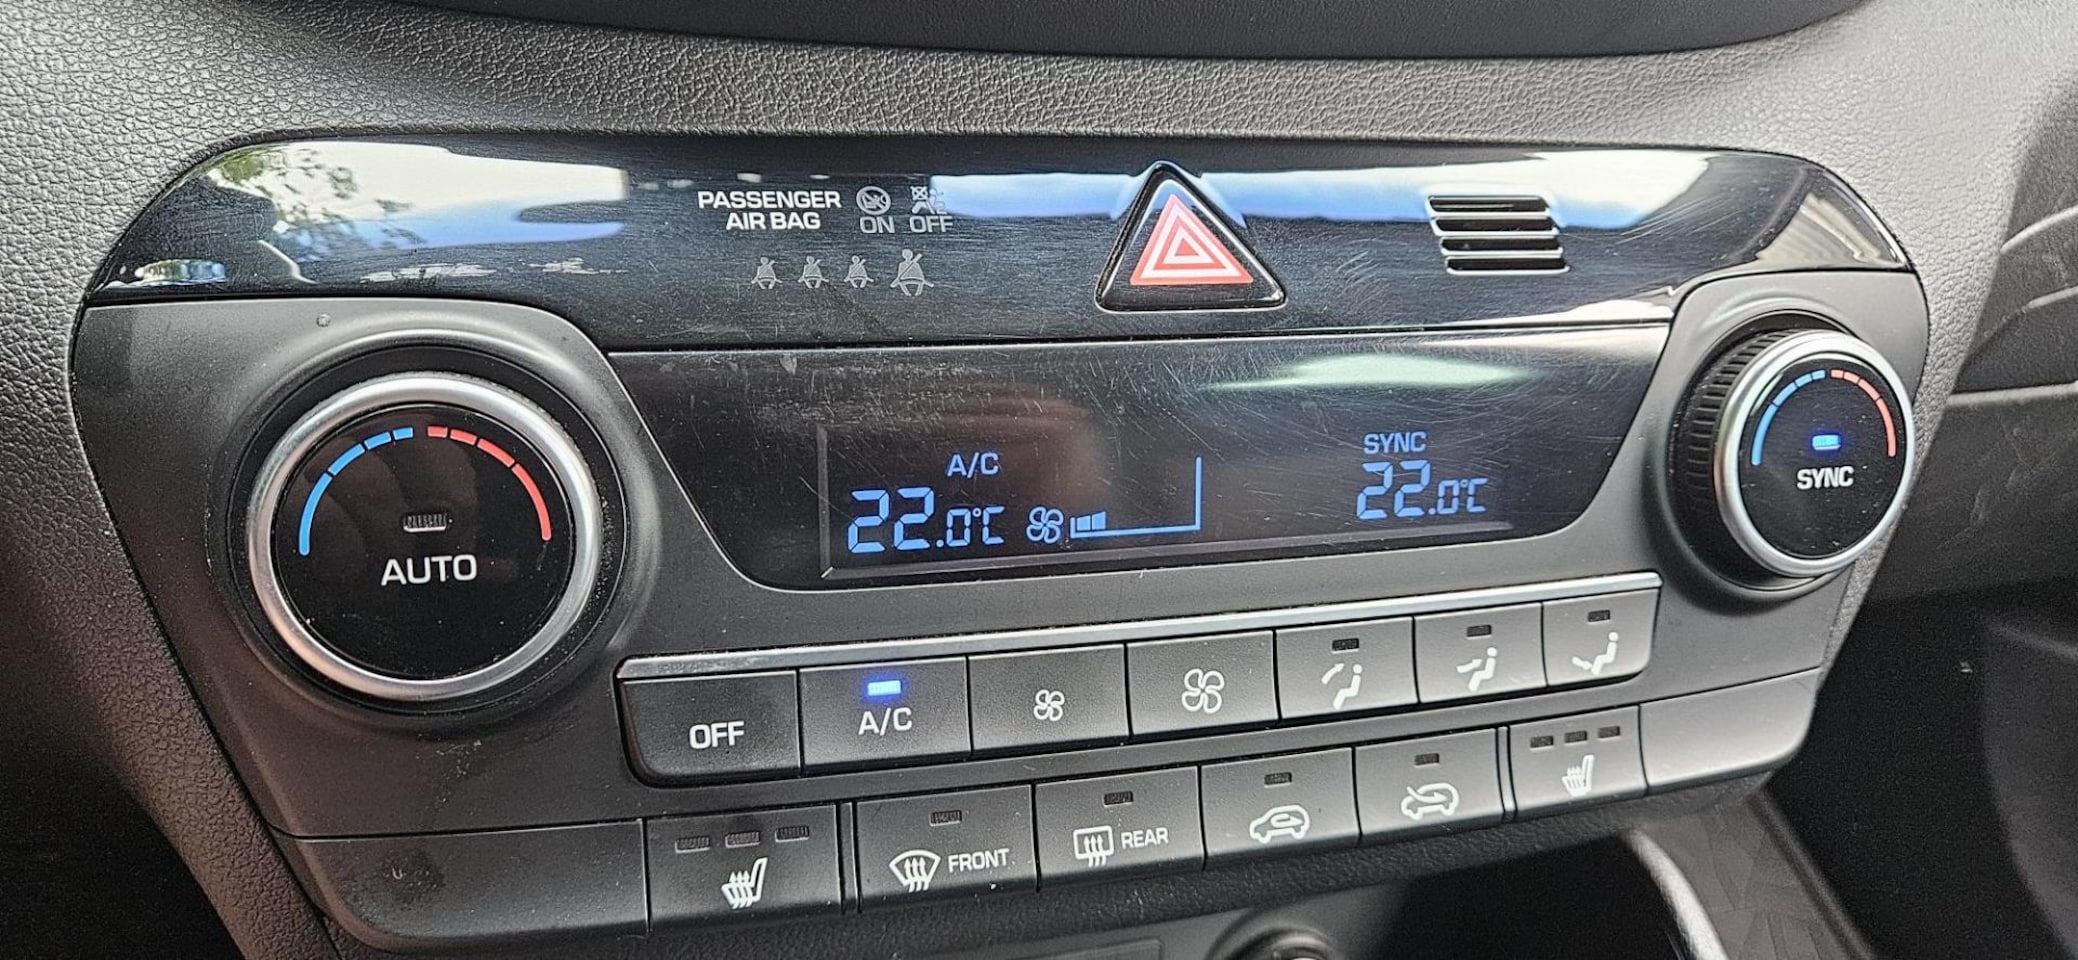 PASSENGER
AIR BAG
ON OFF
A/C
22.0℃
SYNC
22.0℃
AUTO
SYNC
OFF
A/C
FRONT
REAR